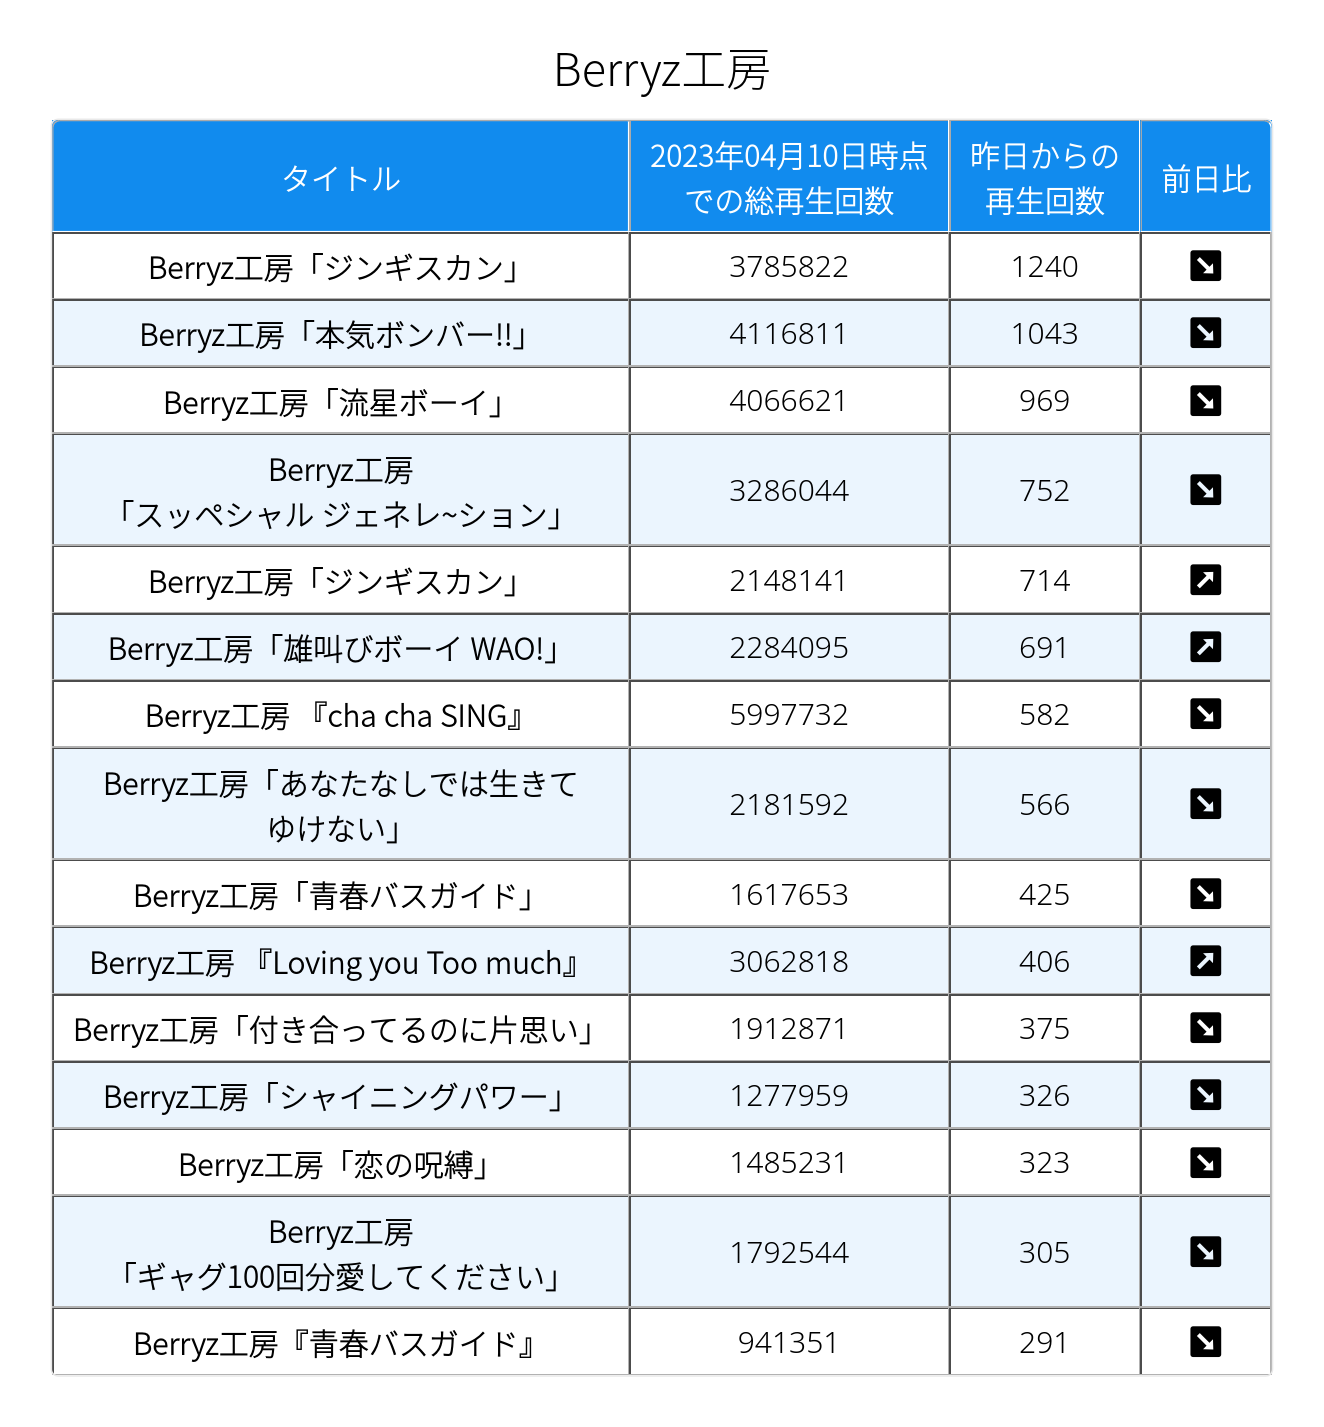 Berryz工房
タイトル
2023年04月10日時点
での総再生回数
昨日からの
再生回数
前日比
Berryz工房「ジンギスカン」 3785822 1240 ↘
Berryz工房「本気ボンバー!!」 4116811 1043 ↘
Berryz工房「流星ボーイ」 4066621 969 ↘
Berryz工房
「スッペシャル ジェネレ~ション」 3286044 752 ↘
Berryz工房「ジンギスカン」 2148141 714 ↗
Berryz工房「雄叫びボーイ WAO!」 2284095 691 ↗
Berryz工房 『cha cha SING』 5997732 582 ↘
Berryz工房「あなたなしでは生きて
ゆけない」 2181592 566 ↘
Berryz工房「青春バスガイド」 1617653 425 ↘
Berryz工房 『Loving you Too much』 3062818 406 ↗
Berryz工房「付き合ってるのに片思い」 1912871 375 ↘
Berryz工房「シャイニングパワー」 1277959 326 ↘
Berryz工房「恋の呪縛」 1485231 323 ↘
Berryz工房
「ギャグ100回分愛してください」 1792544 305 ↘
Berryz工房『青春バスガイド』 941351 291 ↘